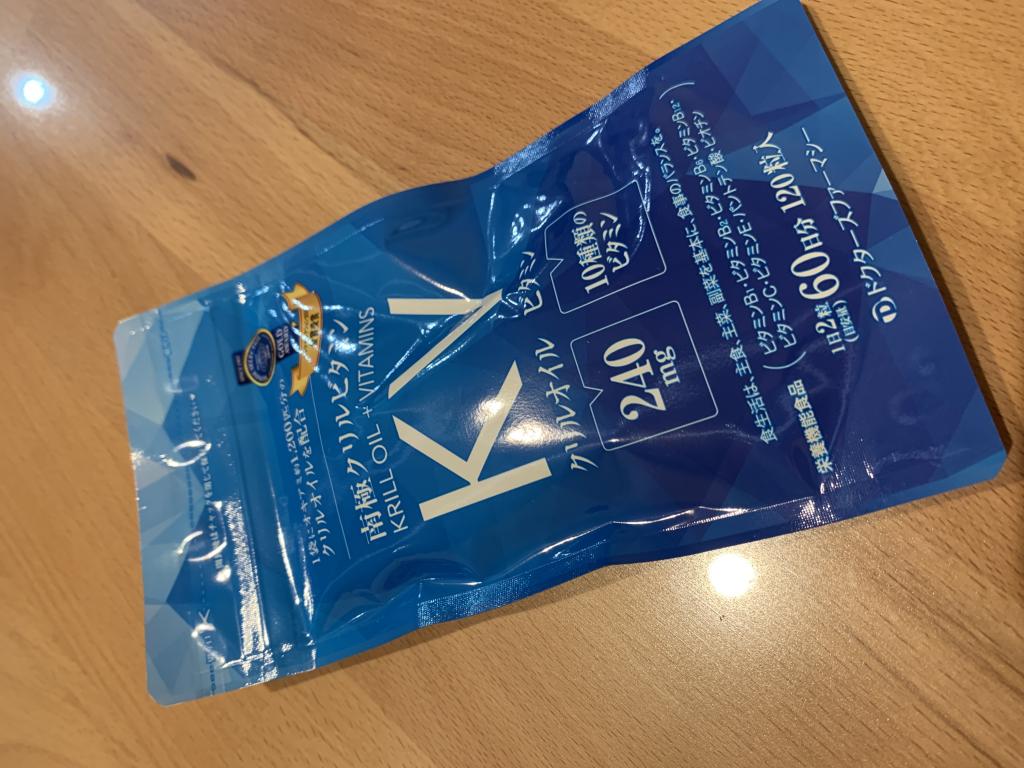 1袋にオキアミ約1,200匹分の
クリルオイルを配合
南極クリルビタミン
KRILL OIL + VITAMINS
KV
クリルオイル
ビタミン
240
mg
10種類の
ビタミン
食生活は、主食、主菜、副菜を基本に、食事のバランスを。
栄養機能食品
ビタミンB1・ビタミンB2・ビタミンB6・ビタミンB12・
ビタミンC・ビタミンE・パントテン酸・ビオチン
1日2粒
(目安量)
60日分 120粒入
ドクターズファーマシー